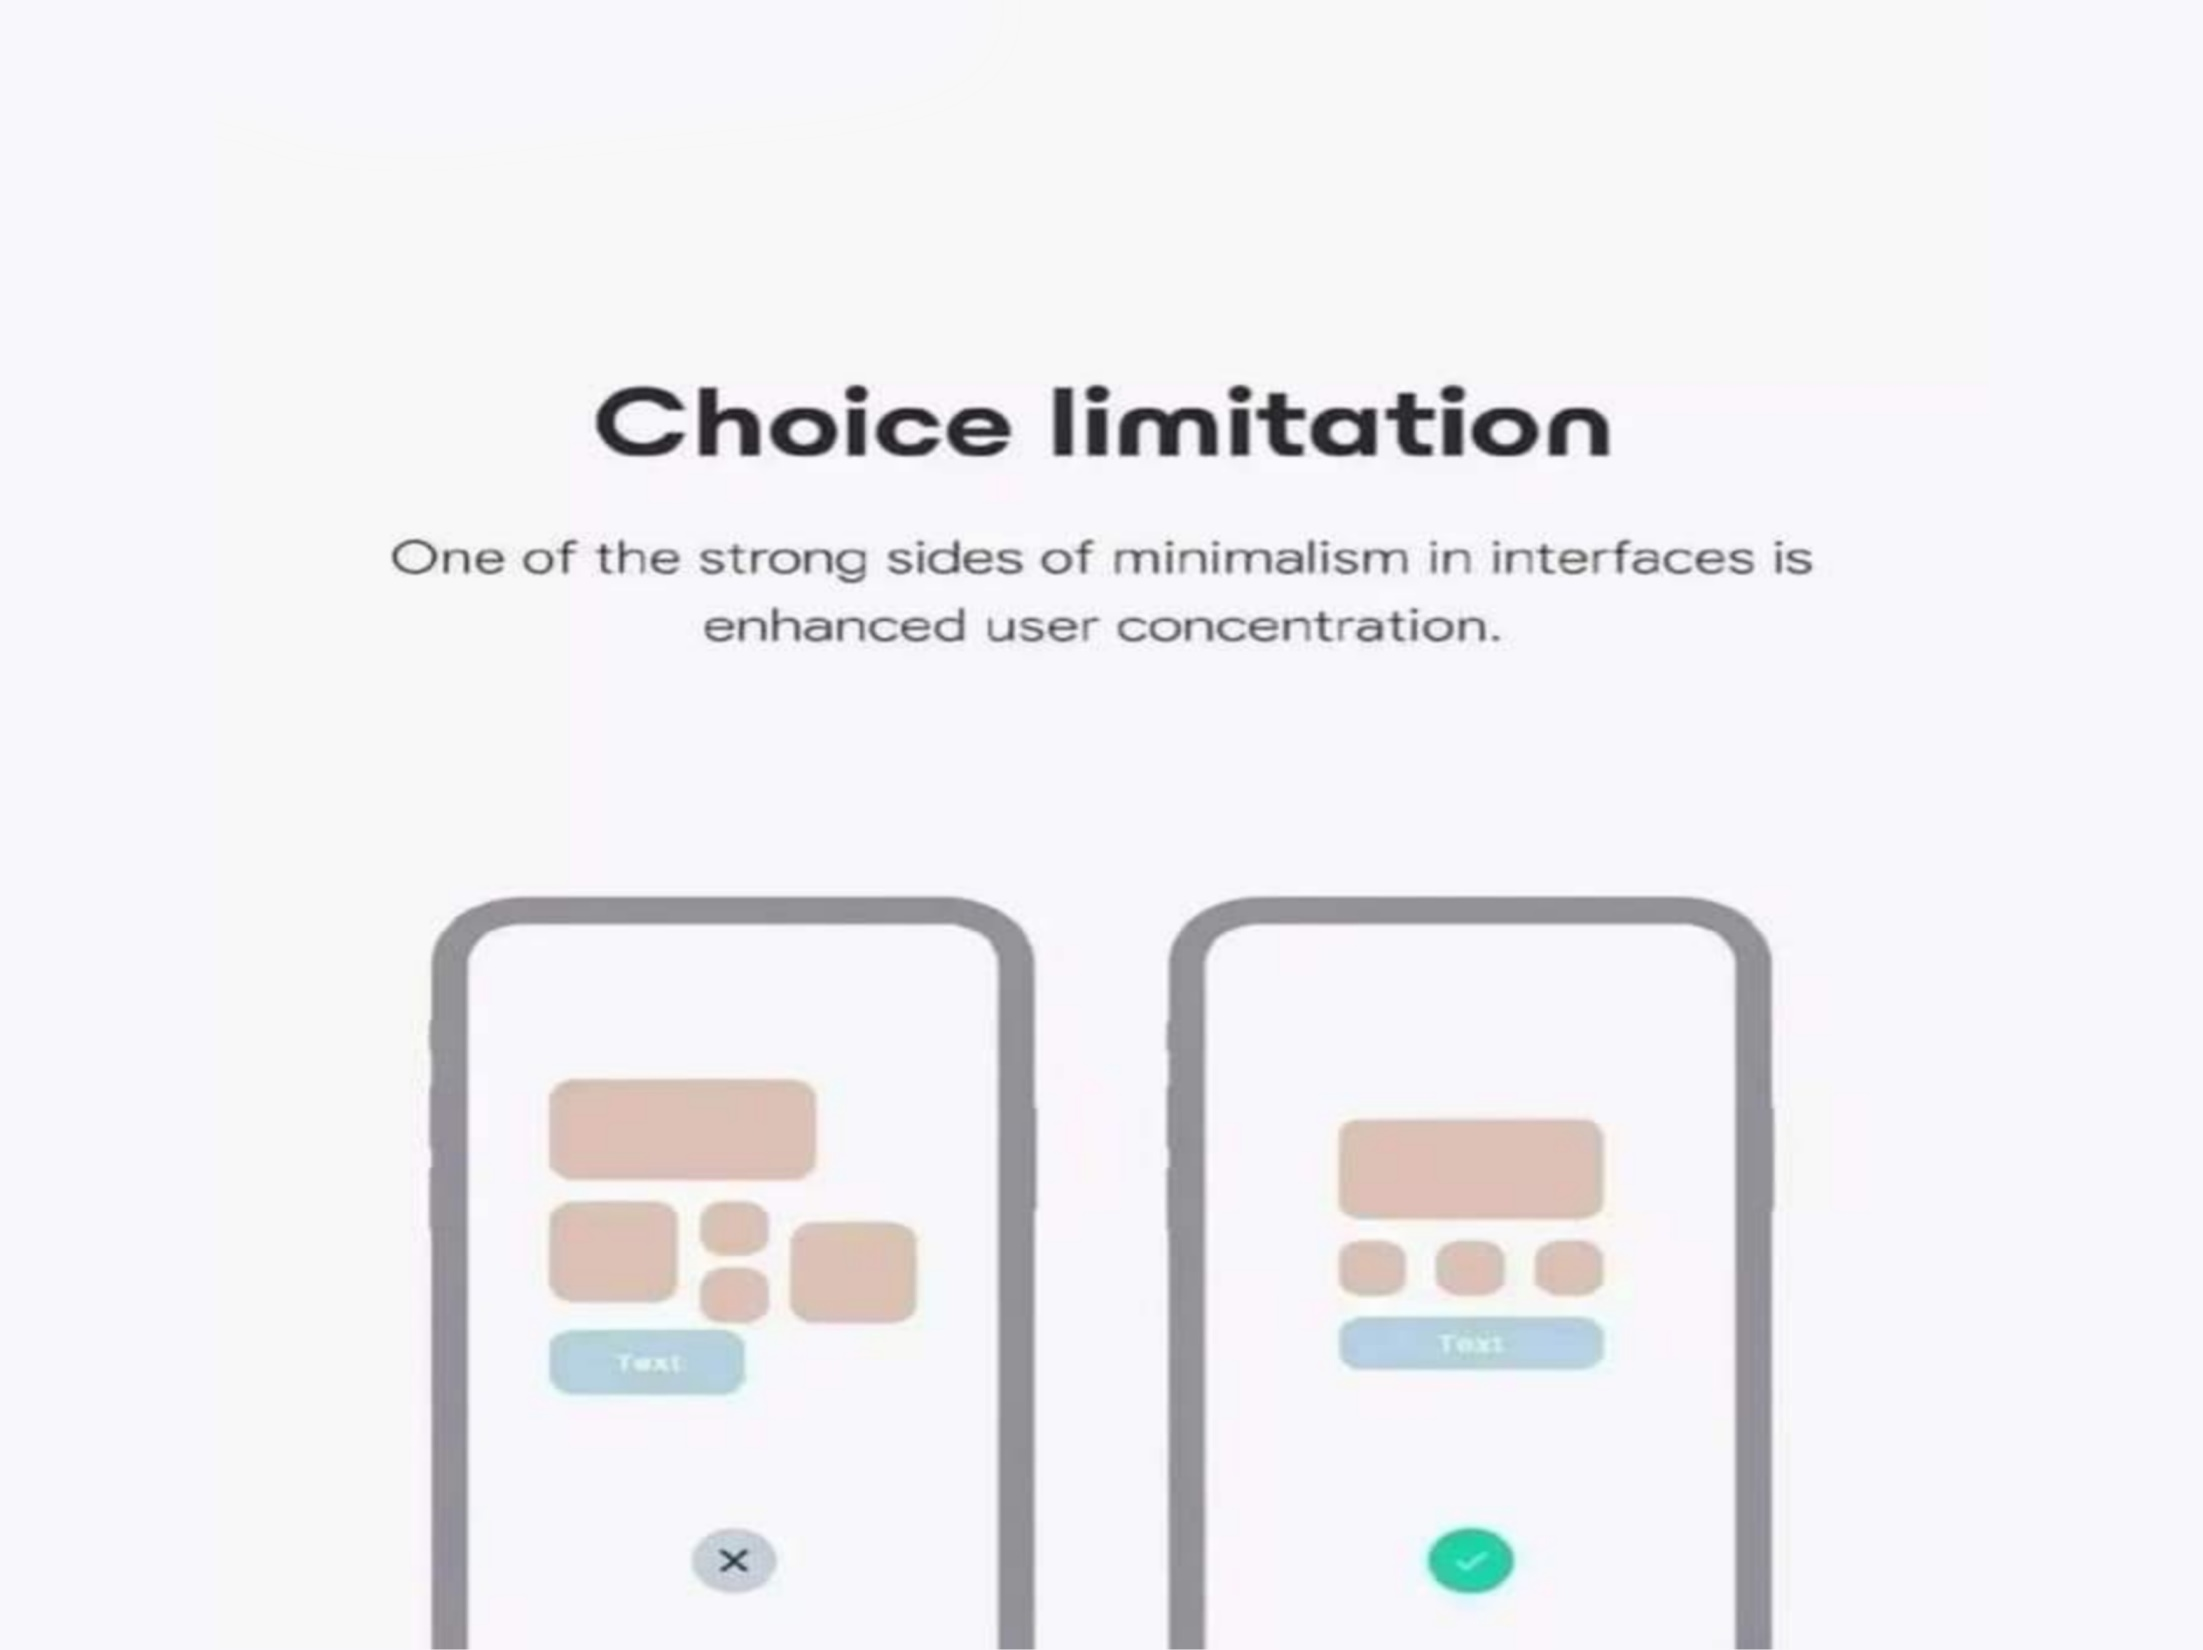 Choice limitation
One of the strong sides of minimalism in interfaces is
enhanced user concentration.
Text
Text